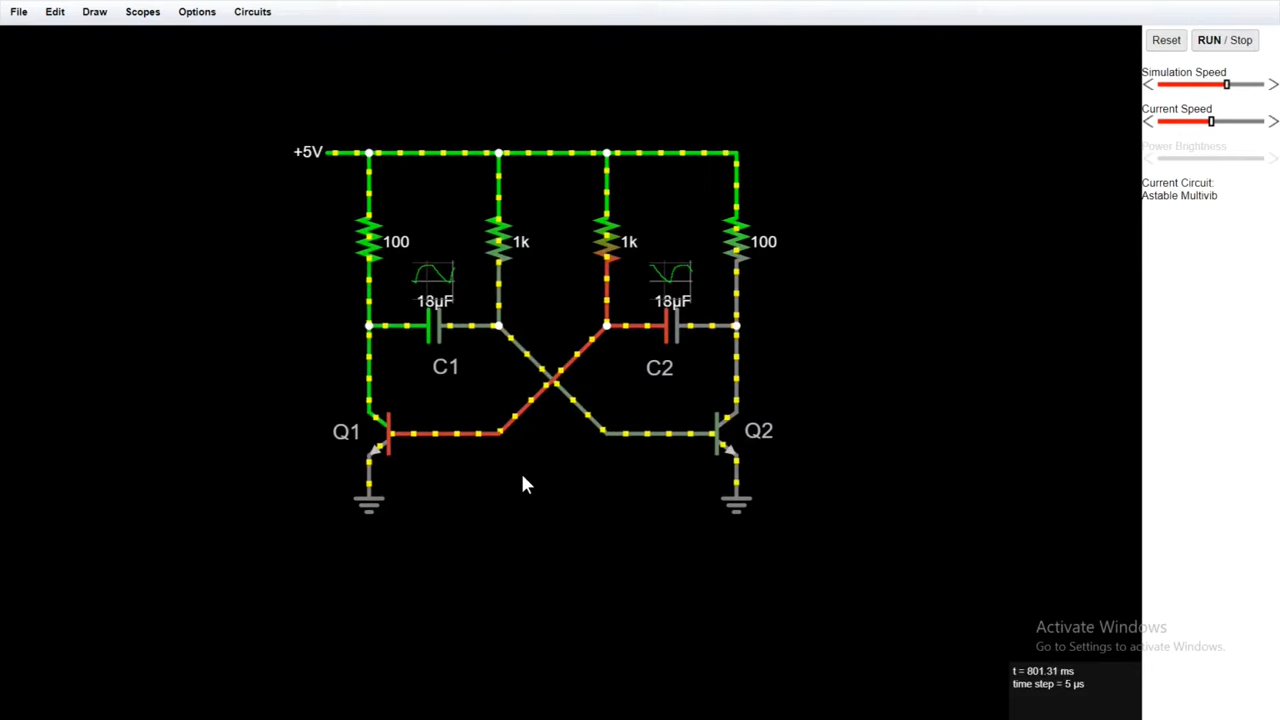 File Edit Draw Scopes Options Circuits
Reset RUN / Stop
Simulation Speed
Current Speed
Power Brightness
Current Circuit:
Astable Multivib
+5V
100 1k 1k 100
18µF 18µF
C1 C2
Q1 Q2
Activate Windows
Go to Settings to activate Windows.
t = 801.31 ms
time step = 5 µs